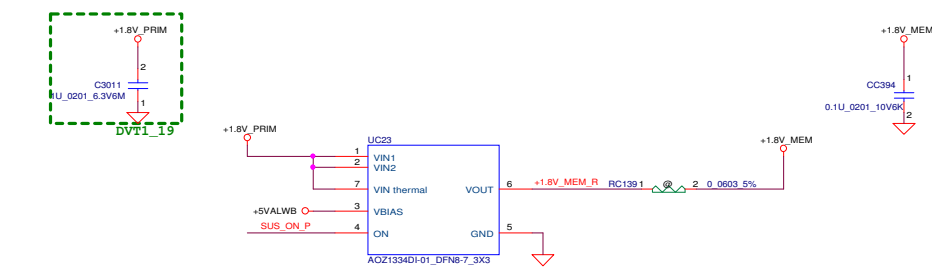 +1.8V_PRIM
2
C3011
1U_0201_6.3V6M
1
DVT1_19
+1.8V_MEM
1
CC394
0.1U_0201_10V6K
2
+1.8V_PRIM
UC23
1 VIN1
2 VIN2
7 VIN thermal
VOUT 6
+5VALWB
3 VBIAS
SUS_ON_P
4 ON
GND 5
AOZ1334DI-01_DFN8-7_3X3
+1.8V_MEM
+1.8V_MEM_R
RC139 1 @ 2 0_0603_5%